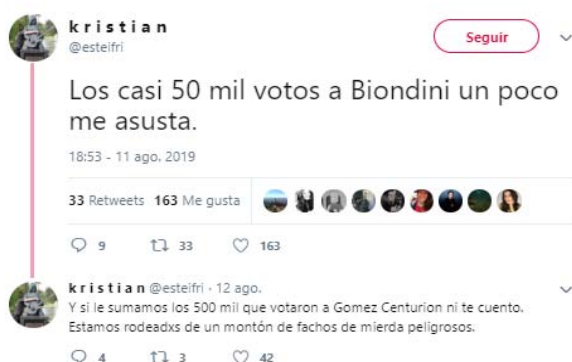 k r i s t i a n
@esteifri
Seguir
Los casi 50 mil votos a Biondini un poco
me asusta.
18:53 - 11 ago. 2019
33 Retweets 163 Me gusta
9 33 163
k r i s t i a n @esteifri · 12 ago.
Y si le sumamos los 500 mil que votaron a Gomez Centurion ni te cuento.
Estamos rodeadxs de un montón de fachos de mierda peligrosos.
4 3 42